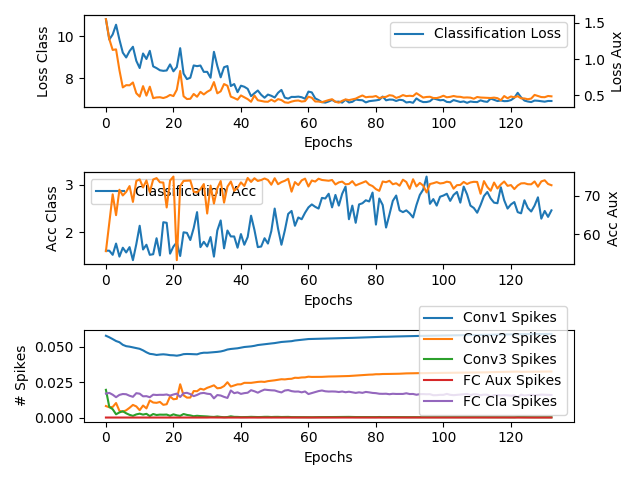 Classification Loss
Loss Class
Loss Aux
10
8
1.5
1.0
0.5
0 20 40 60 80 100 120
Epochs
Classification Acc
Acc Class
Acc Aux
3
2
70
60
0 20 40 60 80 100 120
Epochs
Conv1 Spikes
Conv2 Spikes
Conv3 Spikes
FC Aux Spikes
FC Cla Spikes
# Spikes
0.050
0.025
0.000
0 20 40 60 80 100 120
Epochs